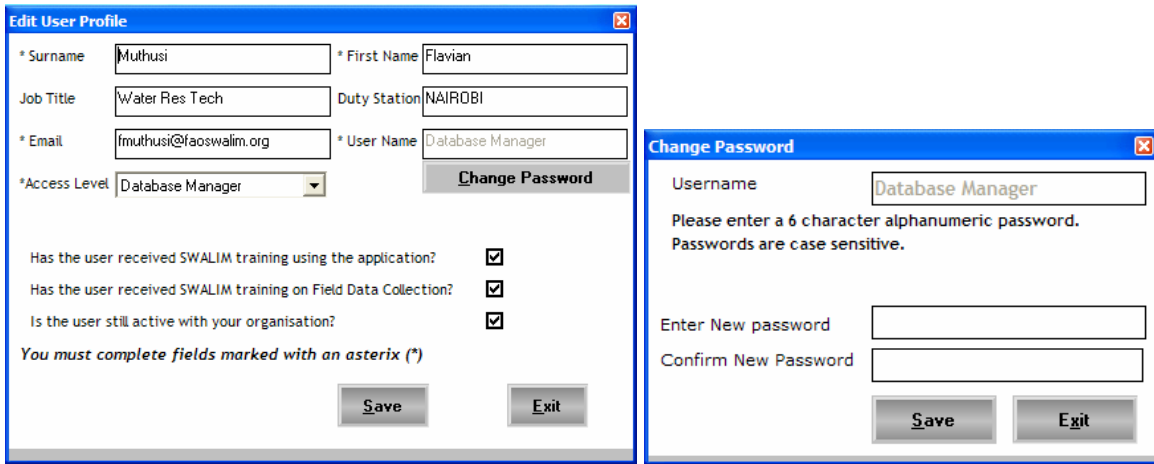 Edit User Profile
* Surname Muthusi * First Name Flavian
Job Title Water Res Tech Duty Station NAIROBI
* Email fmuthusi@faoswalim.org * User Name Database Manager
*Access Level Database Manager Change Password
Has the user received SWALIM training using the application?
Has the user received SWALIM training on Field Data Collection?
Is the user still active with your organisation?
You must complete fields marked with an asterix (*)
Save Exit
Change Password
Username Database Manager
Please enter a 6 character alphanumeric password.
Passwords are case sensitive.
Enter New password
Confirm New Password
Save Exit